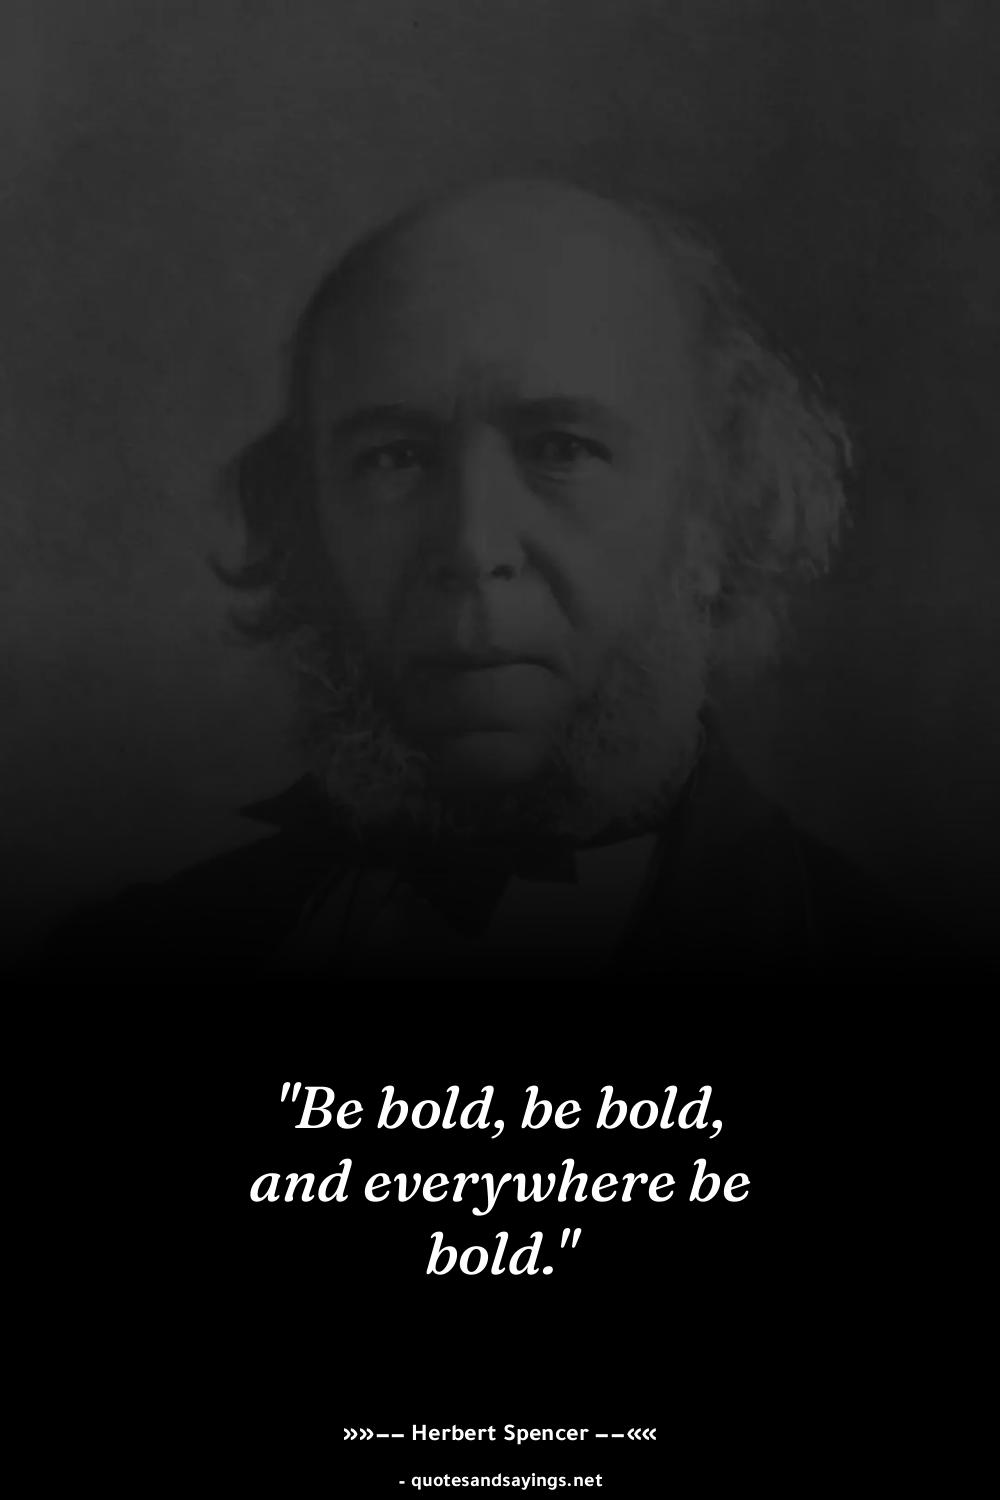 "Be bold, be bold,
and everywhere be
bold."
»»−− Herbert Spencer −−««
- quotesandsayings.net